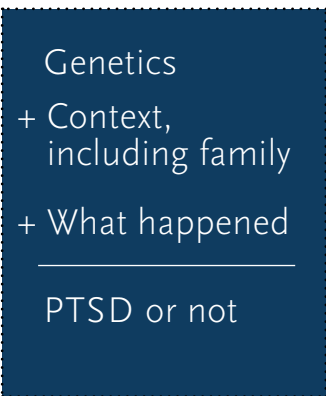 Genetics
+ Context,
including family
+ What happened
PTSD or not